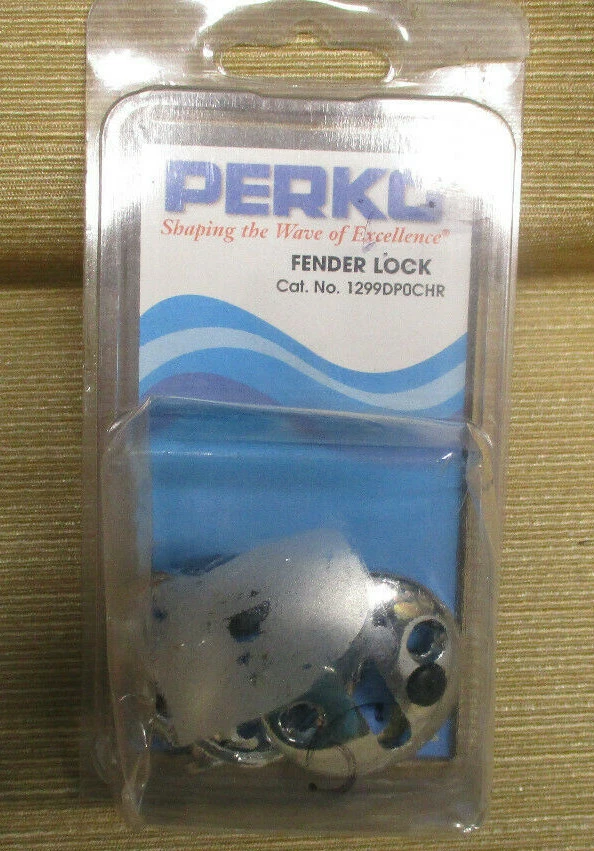 PERKO
Shaping the Wave of Excellence®
FENDER LOCK
Cat. No. 1299DP0CHR